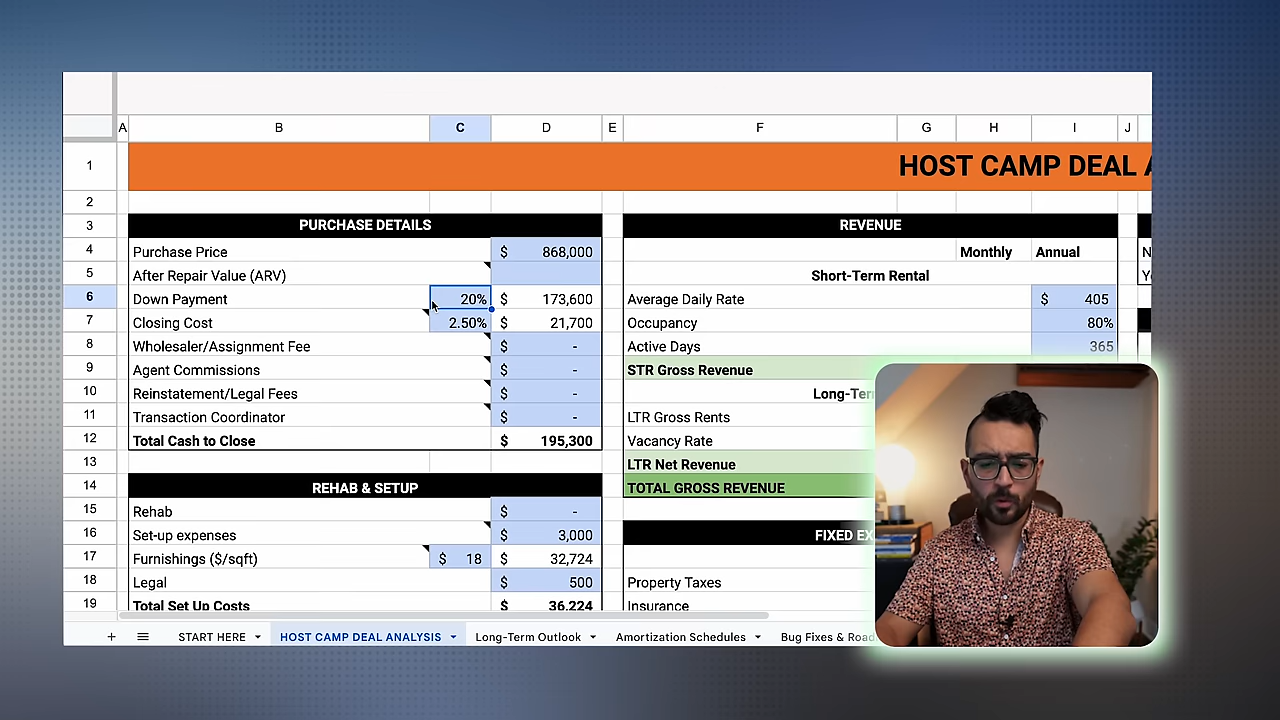 A B C D E F G H I J
1 HOST CAMP DEAL
2
3 PURCHASE DETAILS REVENUE
4 Purchase Price $ 868,000 Monthly Annual
5 After Repair Value (ARV) Short-Term Rental
6 Down Payment 20% $ 173,600 Average Daily Rate $ 405
7 Closing Cost 2.50% $ 21,700 Occupancy 80%
8 Wholesaler/Assignment Fee $ - Active Days 365
9 Agent Commissions $ - STR Gross Revenue
10 Reinstatement/Legal Fees $ - Long-Ter
11 Transaction Coordinator $ - LTR Gross Rents
12 Total Cash to Close $ 195,300 Vacancy Rate
13 LTR Net Revenue
14 REHAB & SETUP TOTAL GROSS REVENUE
15 Rehab $ -
16 Set-up expenses $ 3,000 FIXED EX
17 Furnishings ($/sqft) $ 18 $ 32,724
18 Legal $ 500 Property Taxes
19 Total Set Up Costs $ 36,224 Insurance
+ START HERE HOST CAMP DEAL ANALYSIS Long-Term Outlook Amortization Schedules Bug Fixes & Road